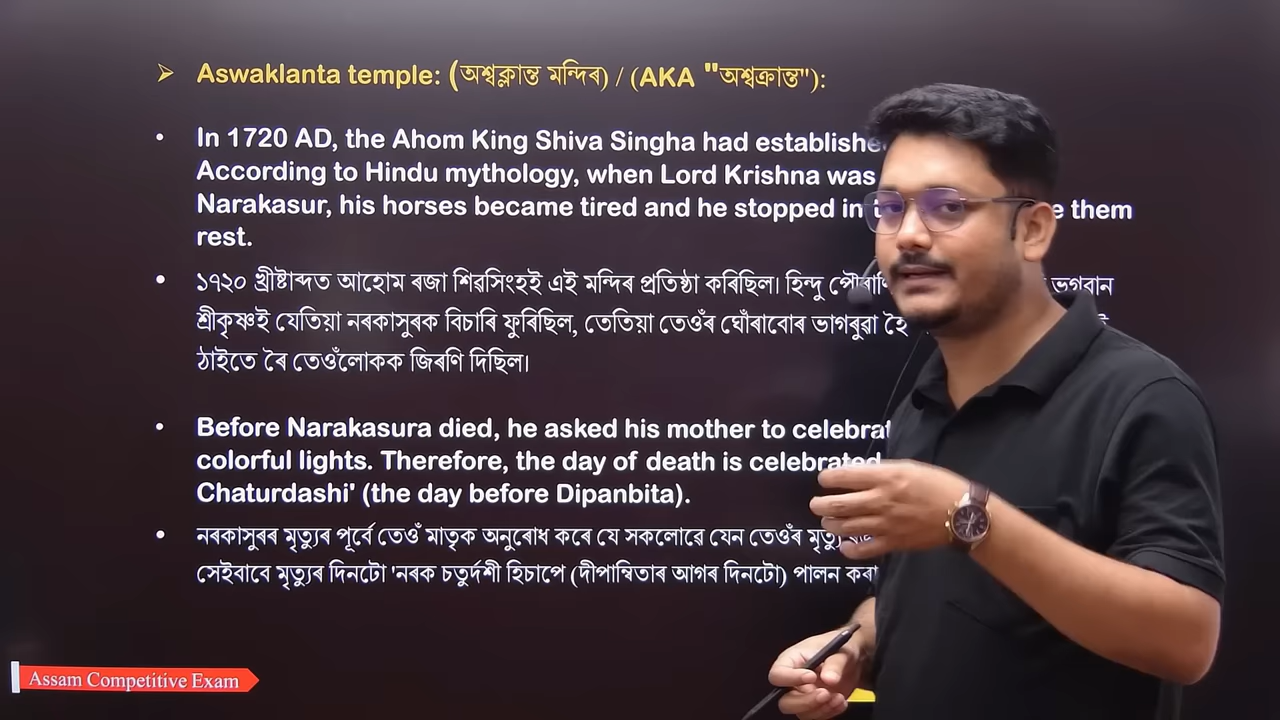 Aswaklanta temple: (অশ্বক্লান্ত মন্দিৰ) / (AKA "অশ্বক্ৰান্ত"):
In 1720 AD, the Ahom King Shiva Singha had
According to Hindu mythology, when Lord Krishna was
Narakasur, his horses became tired and he stopped in them
rest.
১৭২০ খ্ৰীষ্টাব্দত আহোম ৰজা শিৱসিংহই এই মন্দিৰ প্ৰতিষ্ঠা কৰিছিল। হিন্দু ভগবান
শ্ৰীকৃষ্ণই যেতিয়া নৰকাসুৰক বিচাৰি ফুৰিছিল, তেতিয়া তেওঁৰ ঘোঁৰাবোৰ ভাগৰুৱা হৈ
ঠাইতে ৰৈ তেওঁলোকক জিৰণি দিছিল।
Before Narakasura died, he asked his mother to
colorful lights. Therefore, the day of death is celebrated
Chaturdashi' (the day before Dipanbita).
নৰকাসুৰৰ মৃত্যুৰ পূৰ্বে তেওঁ মাতৃক অনুৰোধ কৰে যে সকলোৱে যেন তেওঁৰ
সেইবাবে মৃত্যুৰ দিনটো 'নৰক চতুৰ্দশী হিচাপে (দীপান্বিতাৰ আগৰ দিনটো) পালন
Assam Competitive Exam